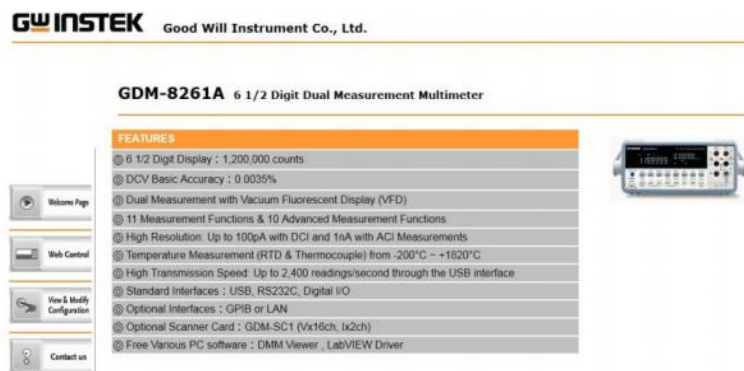 GWINSTEK Good Will Instrument Co., Ltd.
GDM-8261A 6 1/2 Digit Dual Measurement Multimeter
FEATURES
◎ 6 1/2 Digit Display : 1,200,000 counts
◎ DCV Basic Accuracy : 0.0035%
◎ Dual Measurement with Vacuum Fluorescent Display (VFD)
◎ 11 Measurement Functions & 10 Advanced Measurement Functions
◎ High Resolution: Up to 100pA with DCI and 1nA with ACI Measurements
◎ Temperature Measurement (RTD & Thermocouple) from -200°C ~ +1820°C
◎ High Transmission Speed: Up to 2,400 readings/second through the USB interface
◎ Standard Interfaces : USB, RS232C, Digital I/O
◎ Optional Interfaces : GPIB or LAN
◎ Optional Scanner Card : GDM-SC1 (Vx16ch, Ix2ch)
◎ Free Various PC software : DMM Viewer , LabVIEW Driver
Welcome Page
Web Control
View & Modify
Configuration
Contact us